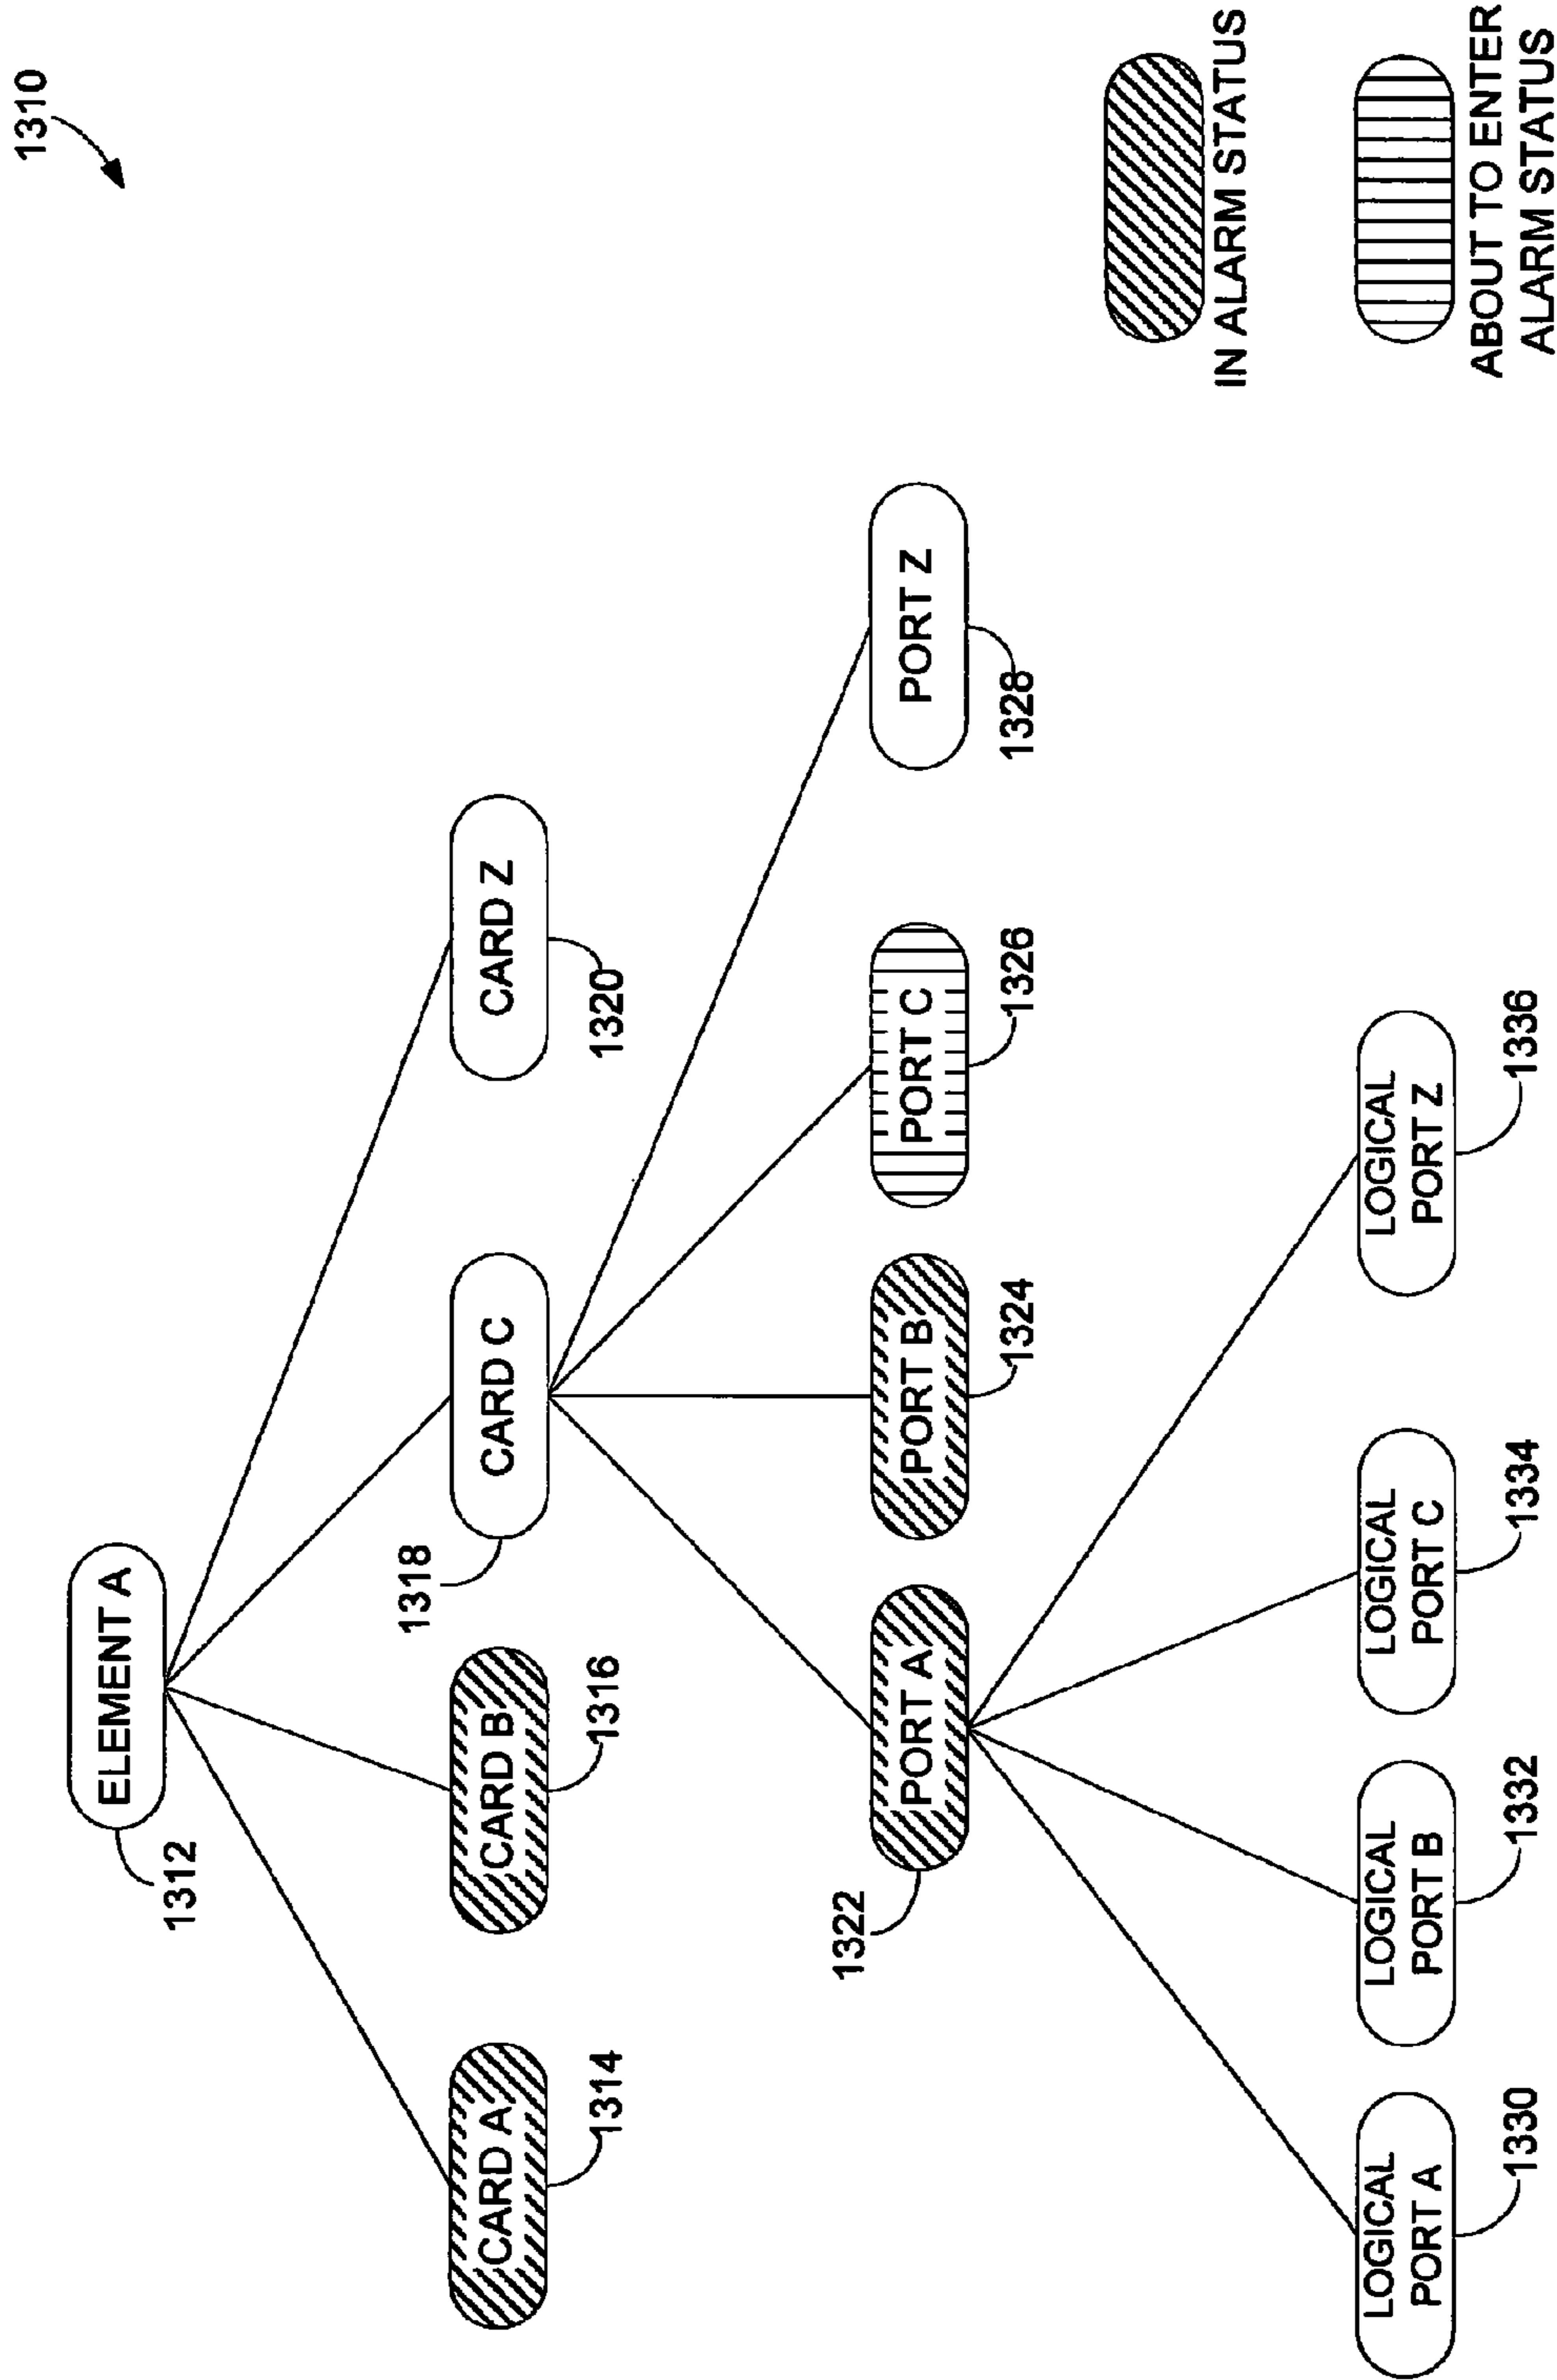 1310
ELEMENT A
1312
CARD A
1314
CARD B
1316
CARD C
1318
CARD Z
1320
PORT A
1322
PORT B
1324
PORT C
1326
PORT Z
1328
LOGICAL
PORT A
1330
LOGICAL
PORT B
1332
LOGICAL
PORT C
1334
LOGICAL
PORT Z
1336
IN ALARM STATUS
ABOUT TO ENTER
ALARM STATUS